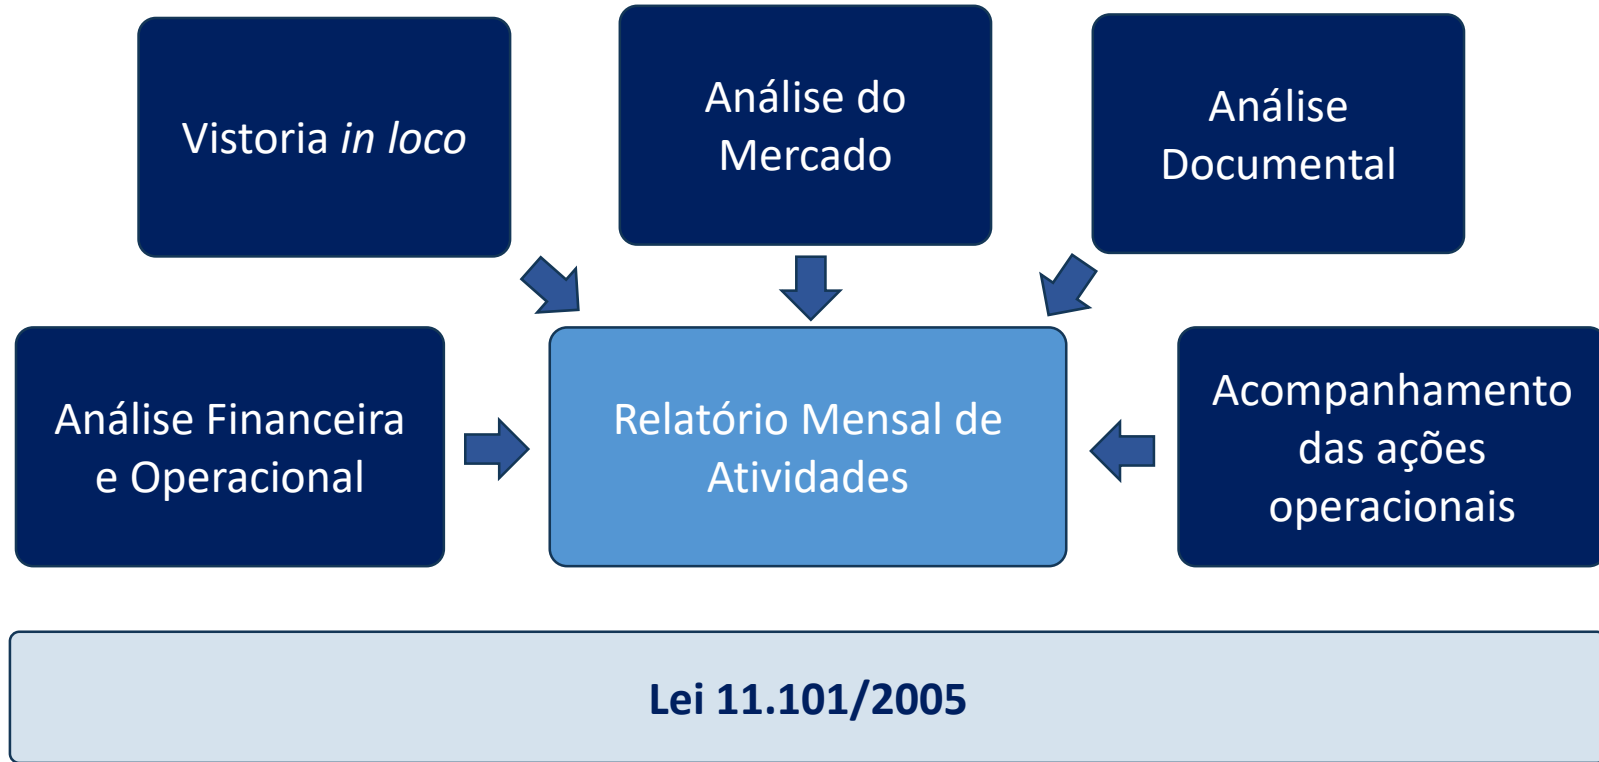 Vistoria in loco
Análise do
Mercado
Análise
Documental
Análise Financeira
e Operacional
Relatório Mensal de
Atividades
Acompanhamento
das ações
operacionais
Lei 11.101/2005